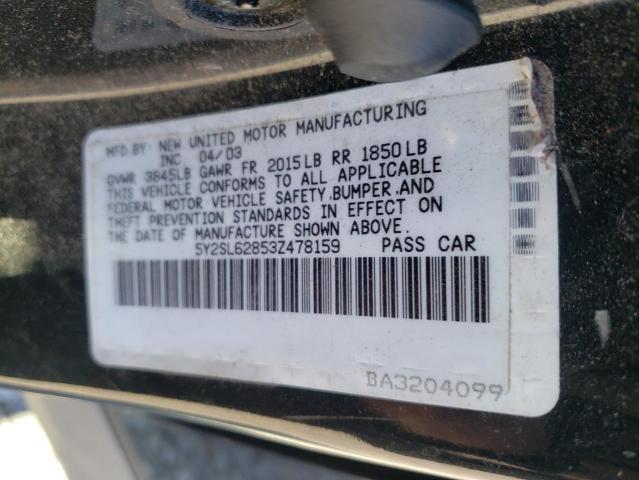 MFD.BY: NEW UNITED MOTOR MANUFACTURING
INC. 04/03
GVWR 3845LB GAWR FR 2015LB RR 1850LB
THIS VEHICLE CONFORMS TO ALL APPLICABLE
FEDERAL MOTOR VEHICLE SAFETY,BUMPER,AND
THEFT PREVENTION STANDARDS IN EFFECT ON
THE DATE OF MANUFACTURE SHOWN ABOVE.
5Y2SL62853Z478159 PASS CAR
BA3204099